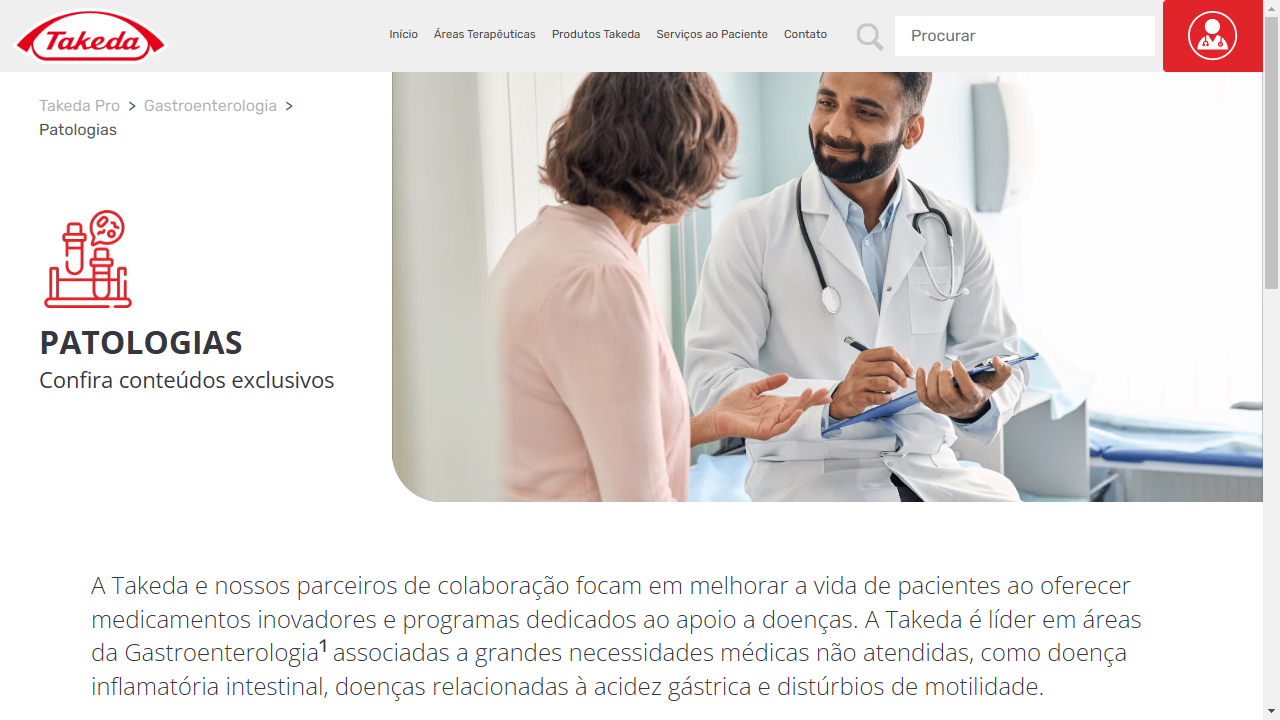 Takeda
Início Áreas Terapêuticas Produtos Takeda Serviços ao Paciente Contato Procurar
Takeda Pro > Gastroenterologia >
Patologias
PATOLOGIAS
Confira conteúdos exclusivos
A Takeda e nossos parceiros de colaboração focam em melhorar a vida de pacientes ao oferecer
medicamentos inovadores e programas dedicados ao apoio a doenças. A Takeda é líder em áreas
da Gastroenterologia¹ associadas a grandes necessidades médicas não atendidas, como doença
inflamatória intestinal, doenças relacionadas à acidez gástrica e distúrbios de motilidade.